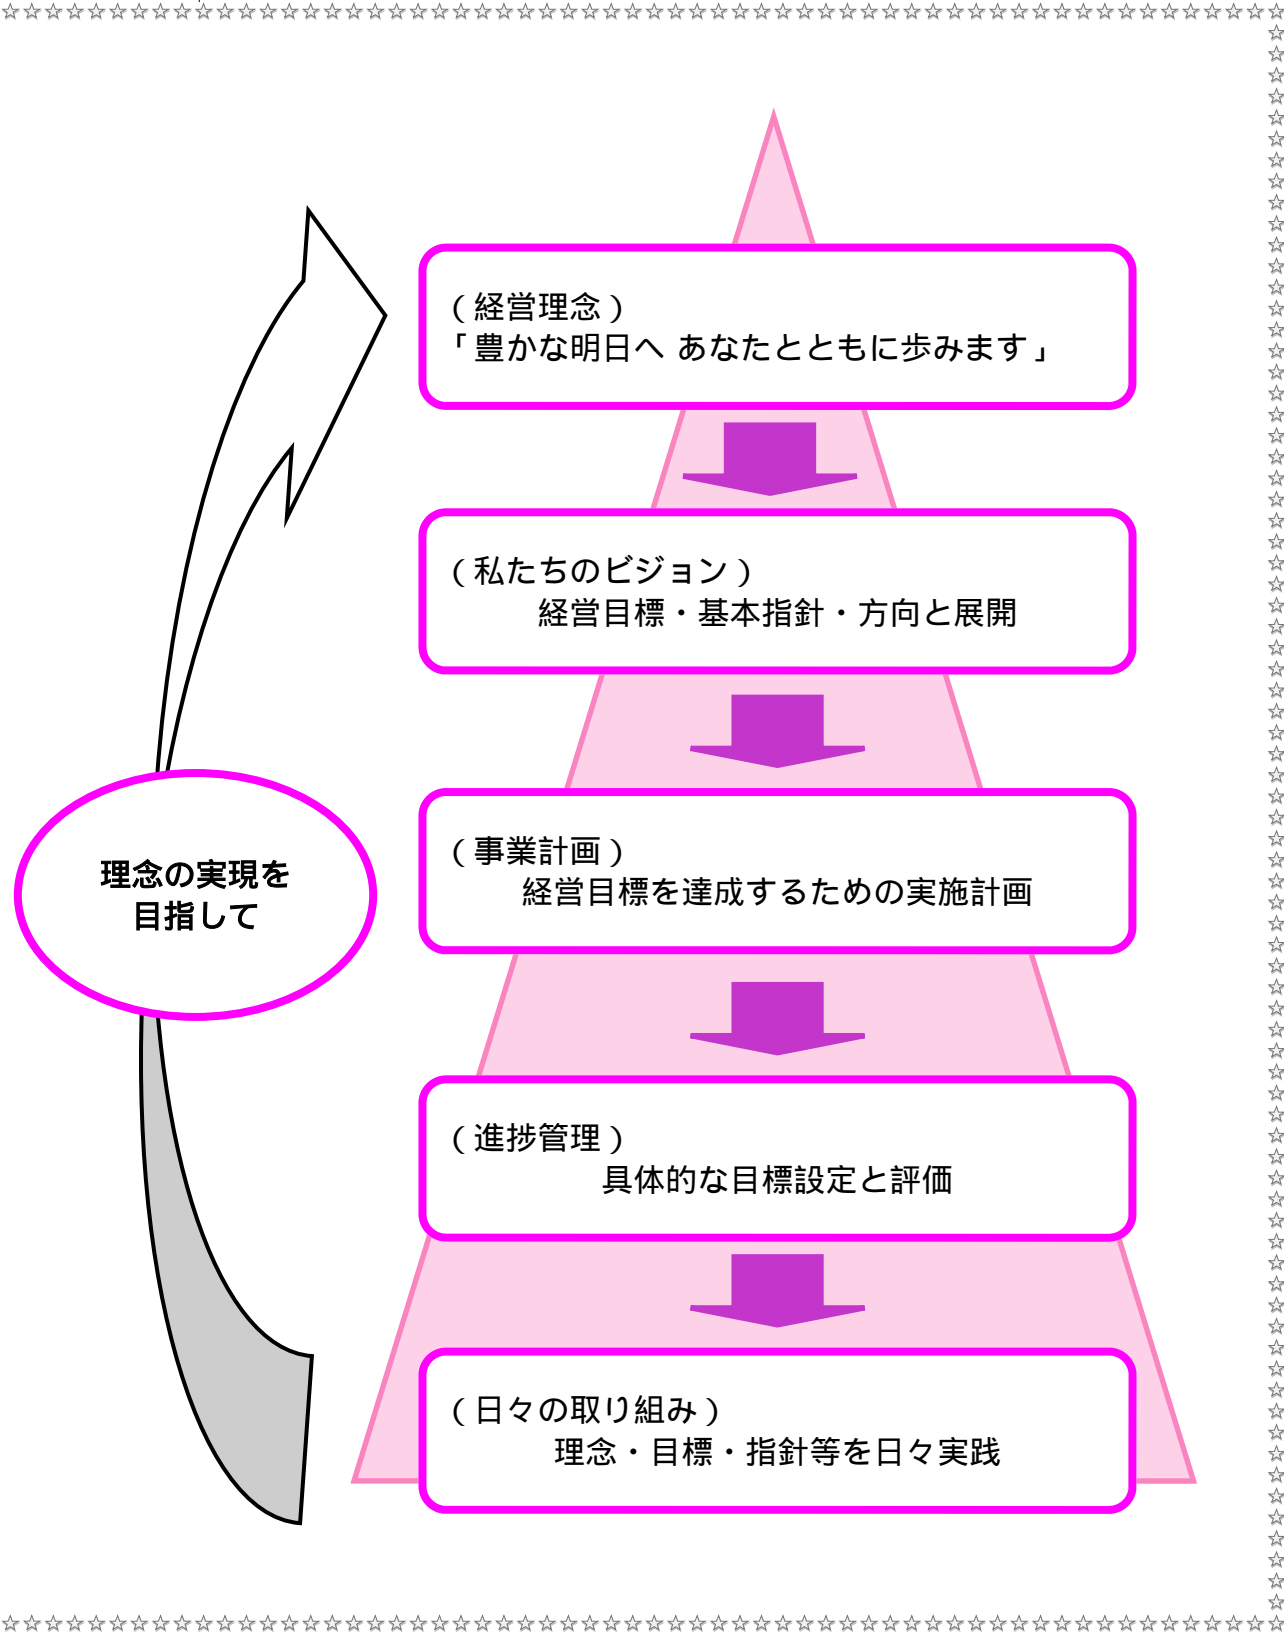 (経営理念)
「豊かな明日へ あなたとともに歩みます」
(私たちのビジョン)
経営目標・基本指針・方向と展開
(事業計画)
経営目標を達成するための実施計画
理念の実現を
目指して
(進捗管理)
具体的な目標設定と評価
(日々の取り組み)
理念・目標・指針等を日々実践